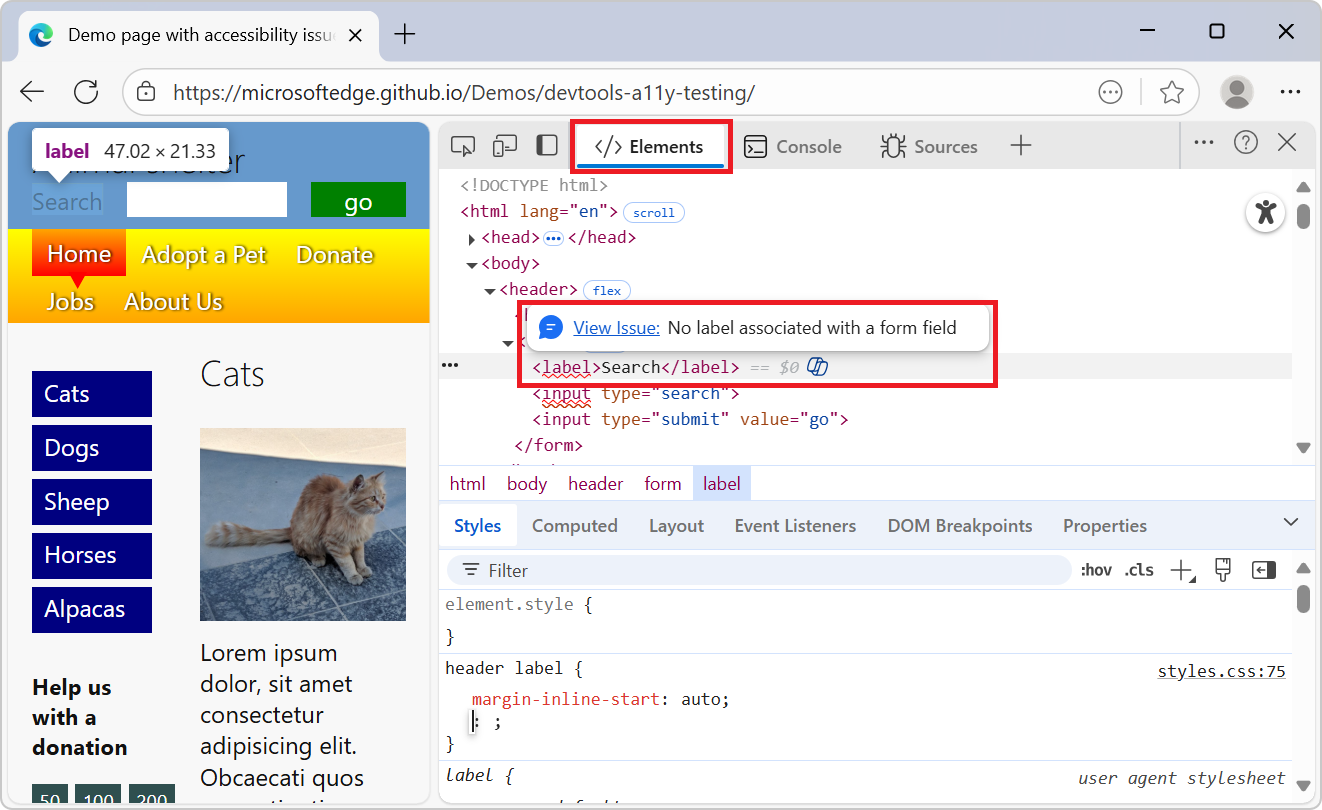 Demo page with accessibility issu
https://microsoftedge.github.io/Demos/devtools-a11y-testing/
label 47.02 × 21.33
Search
go
Home Adopt a Pet Donate
Jobs About Us
Cats
Dogs
Sheep
Horses
Alpacas
Help us
with a
donation
50 100 200
Cats
Lorem ipsum
dolor, sit amet
consectetur
adipisicing elit.
Obcaecati quos
</> Elements
Console
Sources
<!DOCTYPE html>
<html lang="en"> scroll
<head> ••• </head>
<body>
<header> flex
View Issue: No label associated with a form field
<label>Search</label> == $0
<input type="search">
<input type="submit" value="go">
</form>
html body header form label
Styles Computed Layout Event Listeners DOM Breakpoints Properties
Filter
:hov .cls
element.style {
}
header label {
styles.css:75
margin-inline-start: auto;
: ;
}
label {
user agent stylesheet